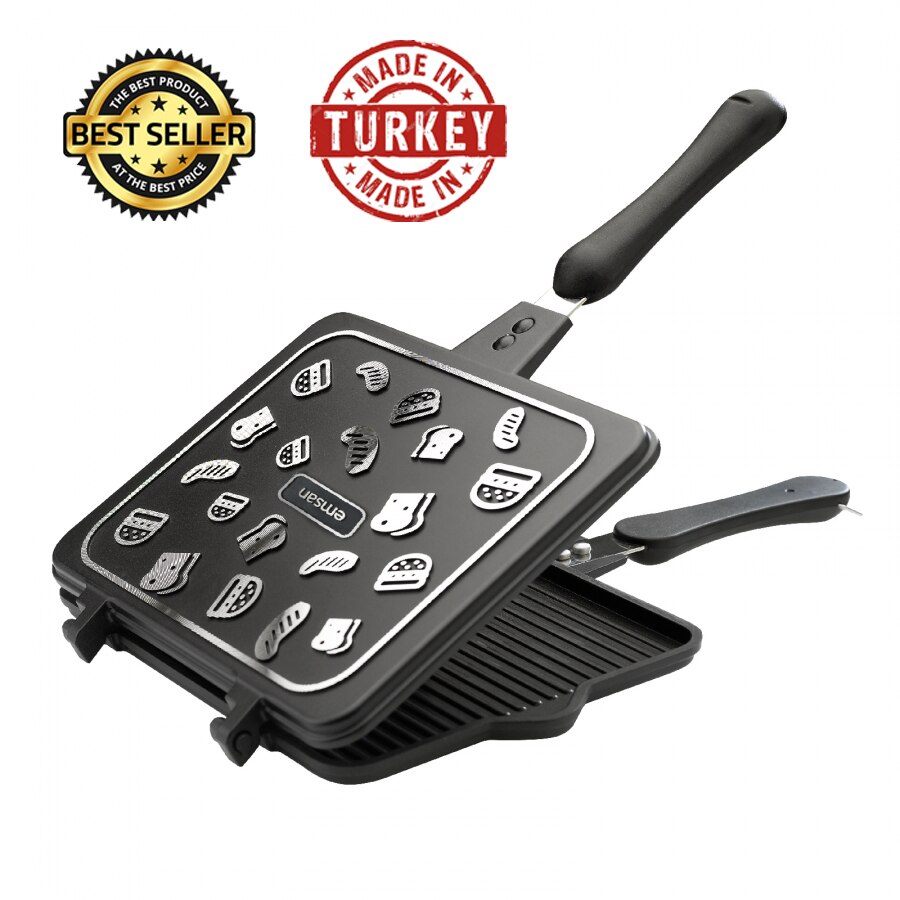 THE BEST PRODUCT
BEST SELLER
AT THE BEST PRICE
MADE IN
TURKEY
MADE IN
emsan